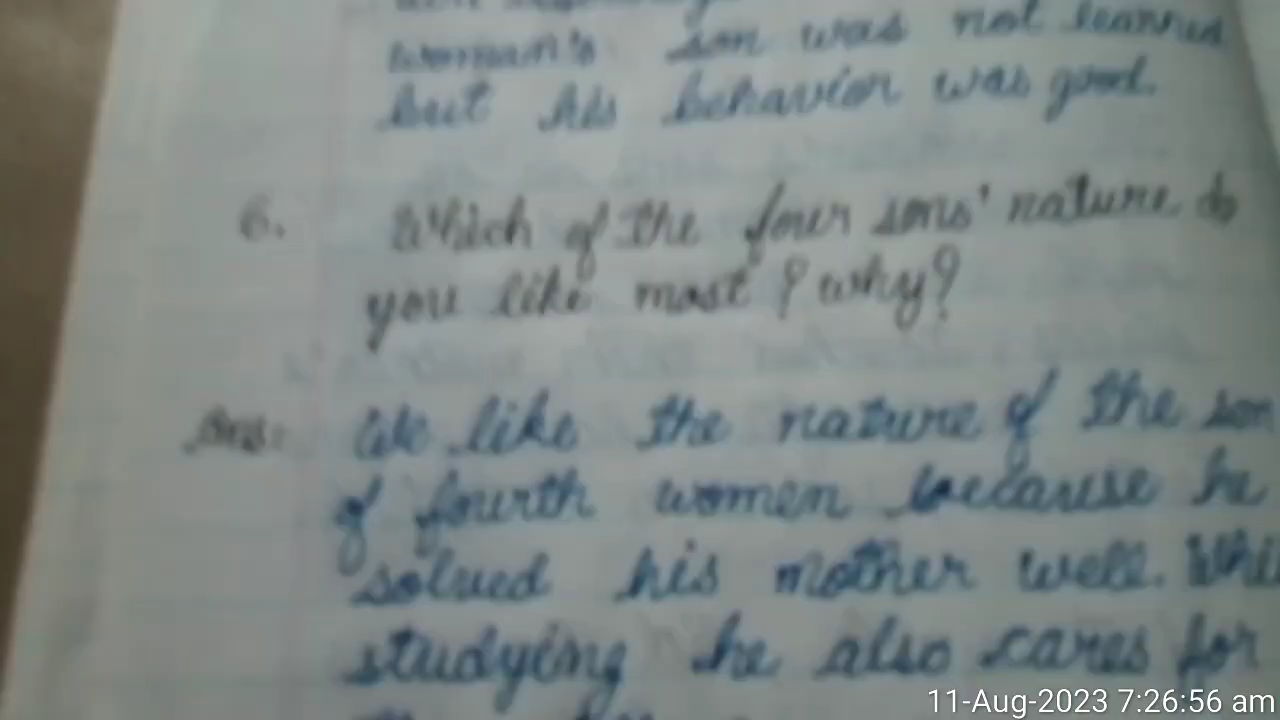 woman's son was not learned
but his behavior was good.
6. Which of the four sons' nature do
you like most ? why?
Ans: We like the nature of the son
of fourth women because he
solved his mother well. Whi
studying he also cares for
11-Aug-2023 7:26:56 am